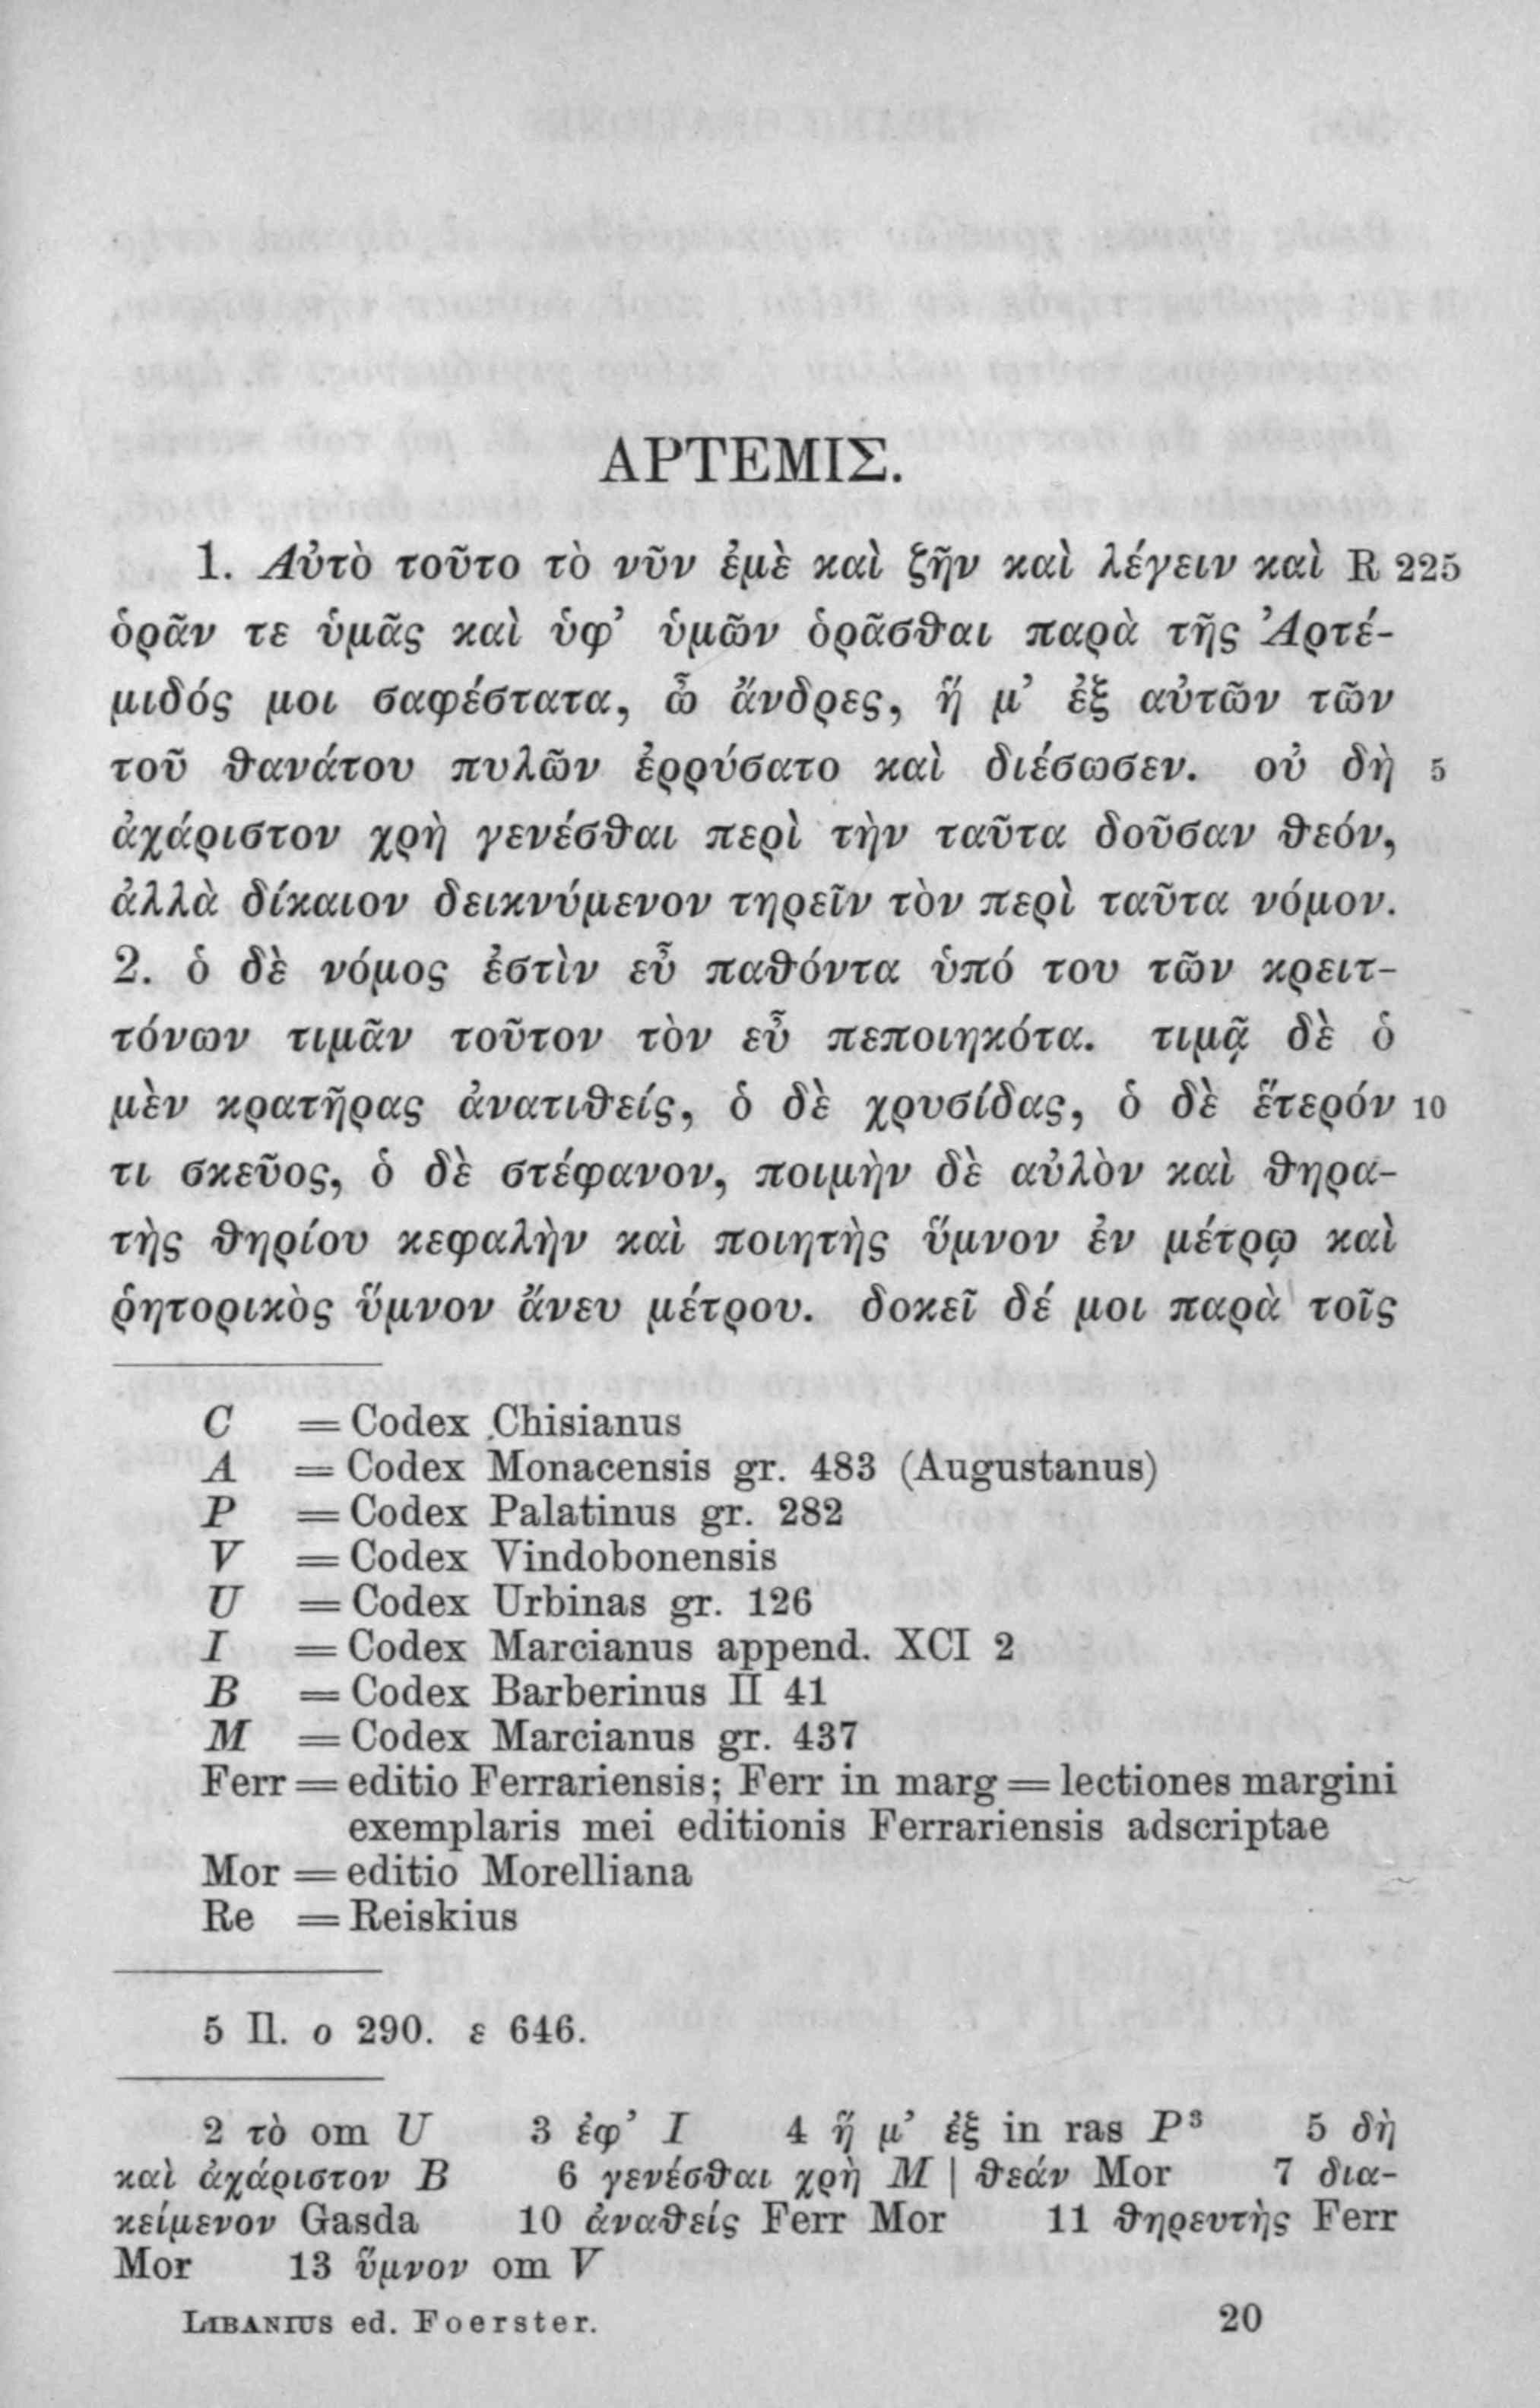 ΑΡΤΕΜΙΣ.
1. Αὐτὸ τοῦτο τὸ νῦν ἐμὲ καὶ ζῆν καὶ λέγειν καὶ R 225
ὁρᾶν τε ὑμᾶς καὶ ὑφ’ ὑμῶν ὁρᾶσθαι παρὰ τῆς Ἀρτέ-
μιδός μοι σαφέστατα, ὦ ἄνδρες, ἥ μ’ ἐξ αὐτῶν τῶν
τοῦ θανάτου πυλῶν ἐρρύσατο καὶ διέσωσεν. οὐ δὴ 5
ἀχάριστον χρὴ γενέσθαι περὶ τὴν ταῦτα δοῦσαν θεόν,
ἀλλὰ δίκαιον δεικνύμενον τηρεῖν τὸν περὶ ταῦτα νόμον.
2. ὁ δὲ νόμος ἐστὶν εὖ παθόντα ὑπό του τῶν κρειτ-
τόνων τιμᾶν τοῦτον τὸν εὖ πεποιηκότα. τιμᾷ δὲ ὁ
μὲν κρατῆρας ἀνατιθείς, ὁ δὲ χρυσίδας, ὁ δὲ ἕτερόν 10
τι σκεῦος, ὁ δὲ στέφανον, ποιμὴν δὲ αὐλὸν καὶ θηρα-
τὴς θηρίου κεφαλὴν καὶ ποιητὴς ὕμνον ἐν μέτρῳ καὶ
ῥητορικὸς ὕμνον ἄνευ μέτρου. δοκεῖ δέ μοι παρὰ τοῖς
C = Codex Chisianus
A = Codex Monacensis gr. 483 (Augustanus)
P = Codex Palatinus gr. 282
V = Codex Vindobonensis
U = Codex Urbinas gr. 126
I = Codex Marcianus append. XCI 2
B = Codex Barberinus II 41
M = Codex Marcianus gr. 437
Ferr = editio Ferrariensis; Ferr in marg = lectiones margini
exemplaris mei editionis Ferrariensis adscriptae
Mor = editio Morelliana
Re = Reiskius
5 Il. ο 290. ε 646.
2 τὸ om U 3 ἐφ’ I 4 ἥ μ’ ἐξ in ras P³ 5 δὴ
καὶ ἀχάριστον B 6 γενέσθαι χρὴ M | θεάν Mor 7 δια-
κείμενον Gasda 10 ἀναθείς Ferr Mor 11 θηρευτὴς Ferr
Mor 13 ὕμνον om V
LIBANIUS ed. Foerster. 20